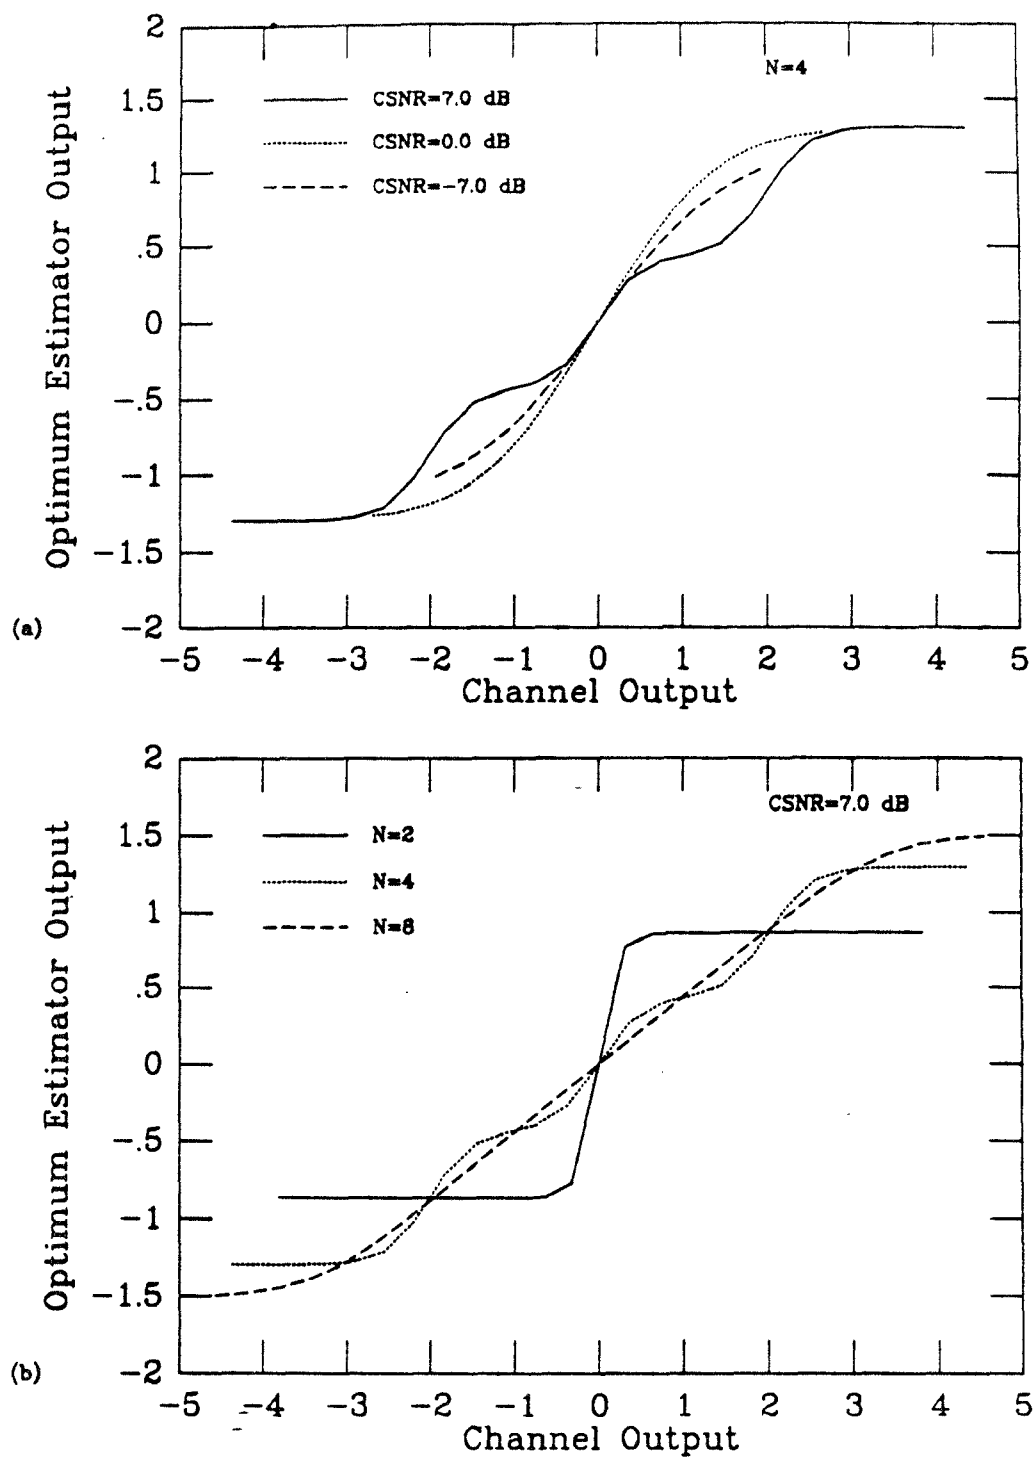 2
1.5
1
.5
0
-.5
-1
-1.5
-2
Optimum Estimator Output
CSNR=7.0 dB
CSNR=0.0 dB
CSNR=-7.0 dB
N=4
(a)
-5 -4 -3 -2 -1 0 1 2 3 4 5
Channel Output
2
1.5
1
.5
0
-.5
-1
-1.5
-2
Optimum Estimator Output
N=2
N=4
N=8
CSNR=7.0 dB
(b)
-5 -4 -3 -2 -1 0 1 2 3 4 5
Channel Output